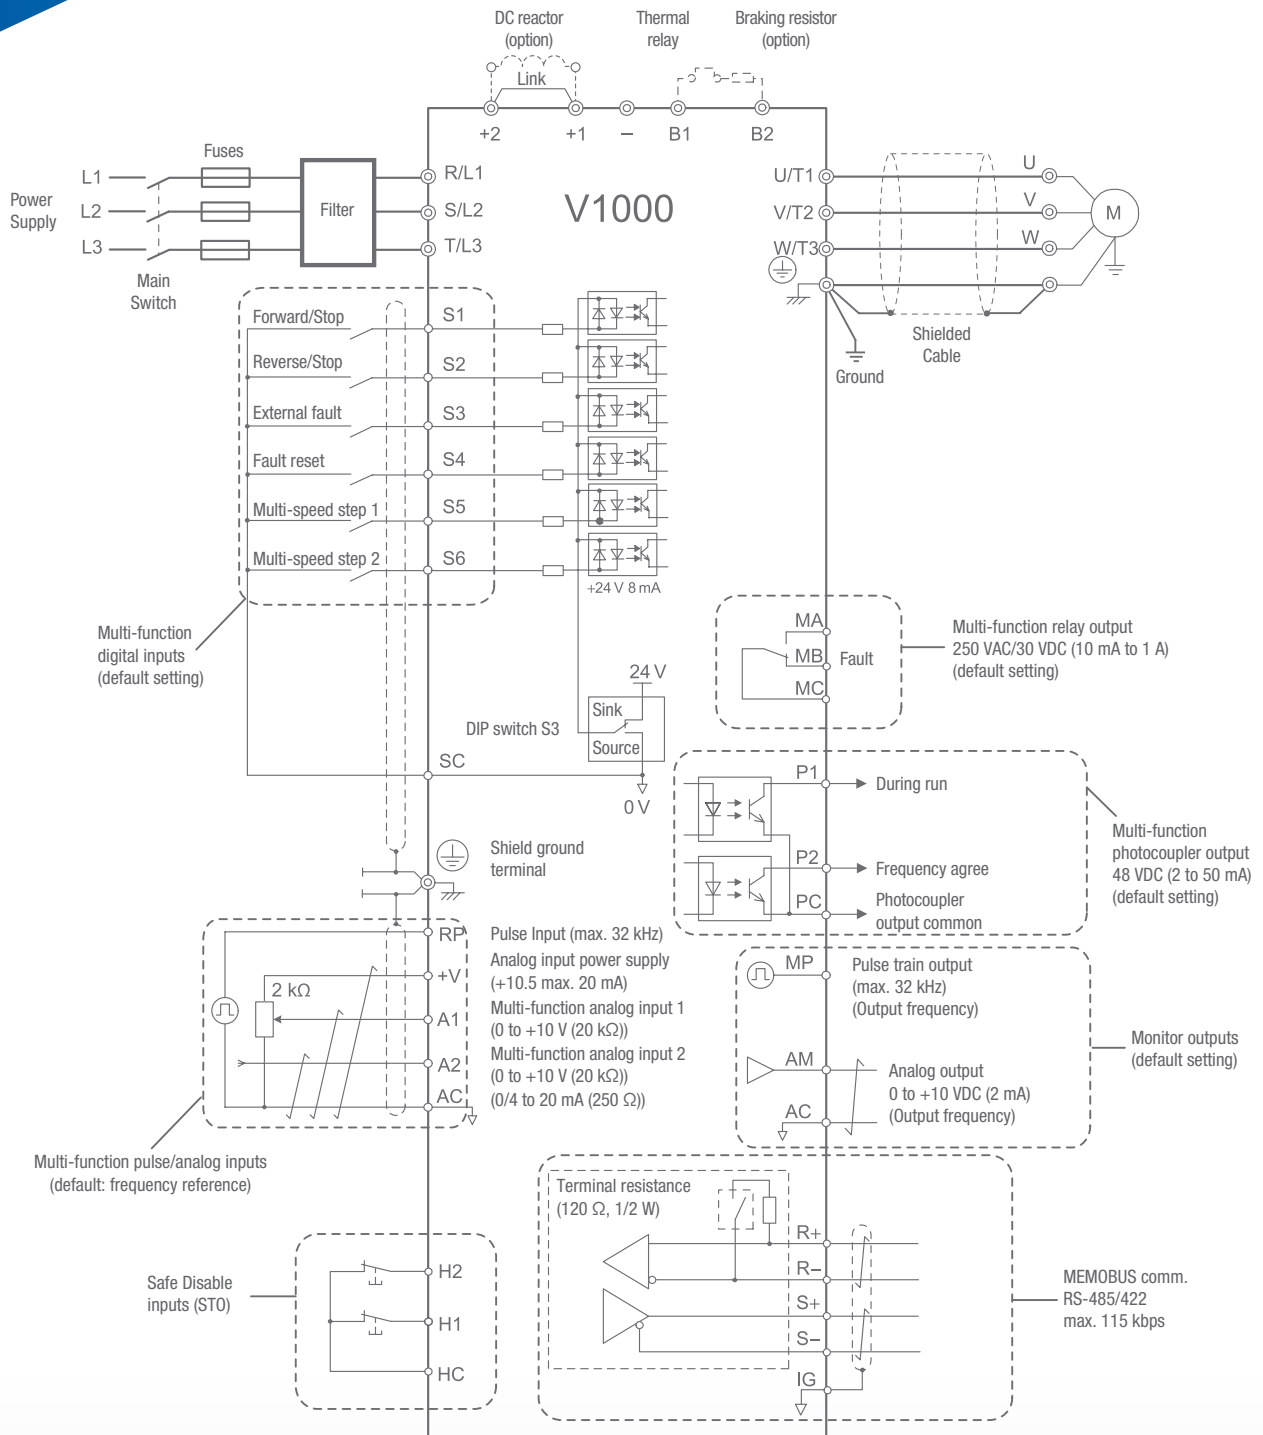 DC reactor
(option)
Thermal
relay
Braking resistor
(option)
Link
+2
+1
–
B1
B2
Fuses
Power
Supply
L1
L2
L3
Main
Switch
Filter
R/L1
S/L2
T/L3
V1000
U/T1
V/T2
W/T3
U
V
W
M
Shielded
Cable
Ground
Forward/Stop
S1
Reverse/Stop
S2
External fault
S3
Fault reset
S4
Multi-speed step 1
S5
Multi-speed step 2
S6
+24 V 8 mA
Multi-function
digital inputs
(default setting)
24 V
Sink
DIP switch S3
Source
SC
0 V
MA
MB
MC
Fault
Multi-function relay output
250 VAC/30 VDC (10 mA to 1 A)
(default setting)
P1
During run
P2
Frequency agree
PC
Photocoupler
output common
Multi-function
photocoupler output
48 VDC (2 to 50 mA)
(default setting)
Shield ground
terminal
RP
Pulse Input (max. 32 kHz)
+V
Analog input power supply
(+10.5 max. 20 mA)
2 kΩ
A1
Multi-function analog input 1
(0 to +10 V (20 kΩ))
A2
Multi-function analog input 2
(0 to +10 V (20 kΩ))
(0/4 to 20 mA (250 Ω))
AC
Multi-function pulse/analog inputs
(default: frequency reference)
MP
Pulse train output
(max. 32 kHz)
(Output frequency)
AM
Analog output
0 to +10 VDC (2 mA)
(Output frequency)
AC
Monitor outputs
(default setting)
Terminal resistance
(120 Ω, 1/2 W)
R+
R–
S+
S–
IG
MEMOBUS comm.
RS-485/422
max. 115 kbps
Safe Disable
inputs (STO)
H2
H1
HC